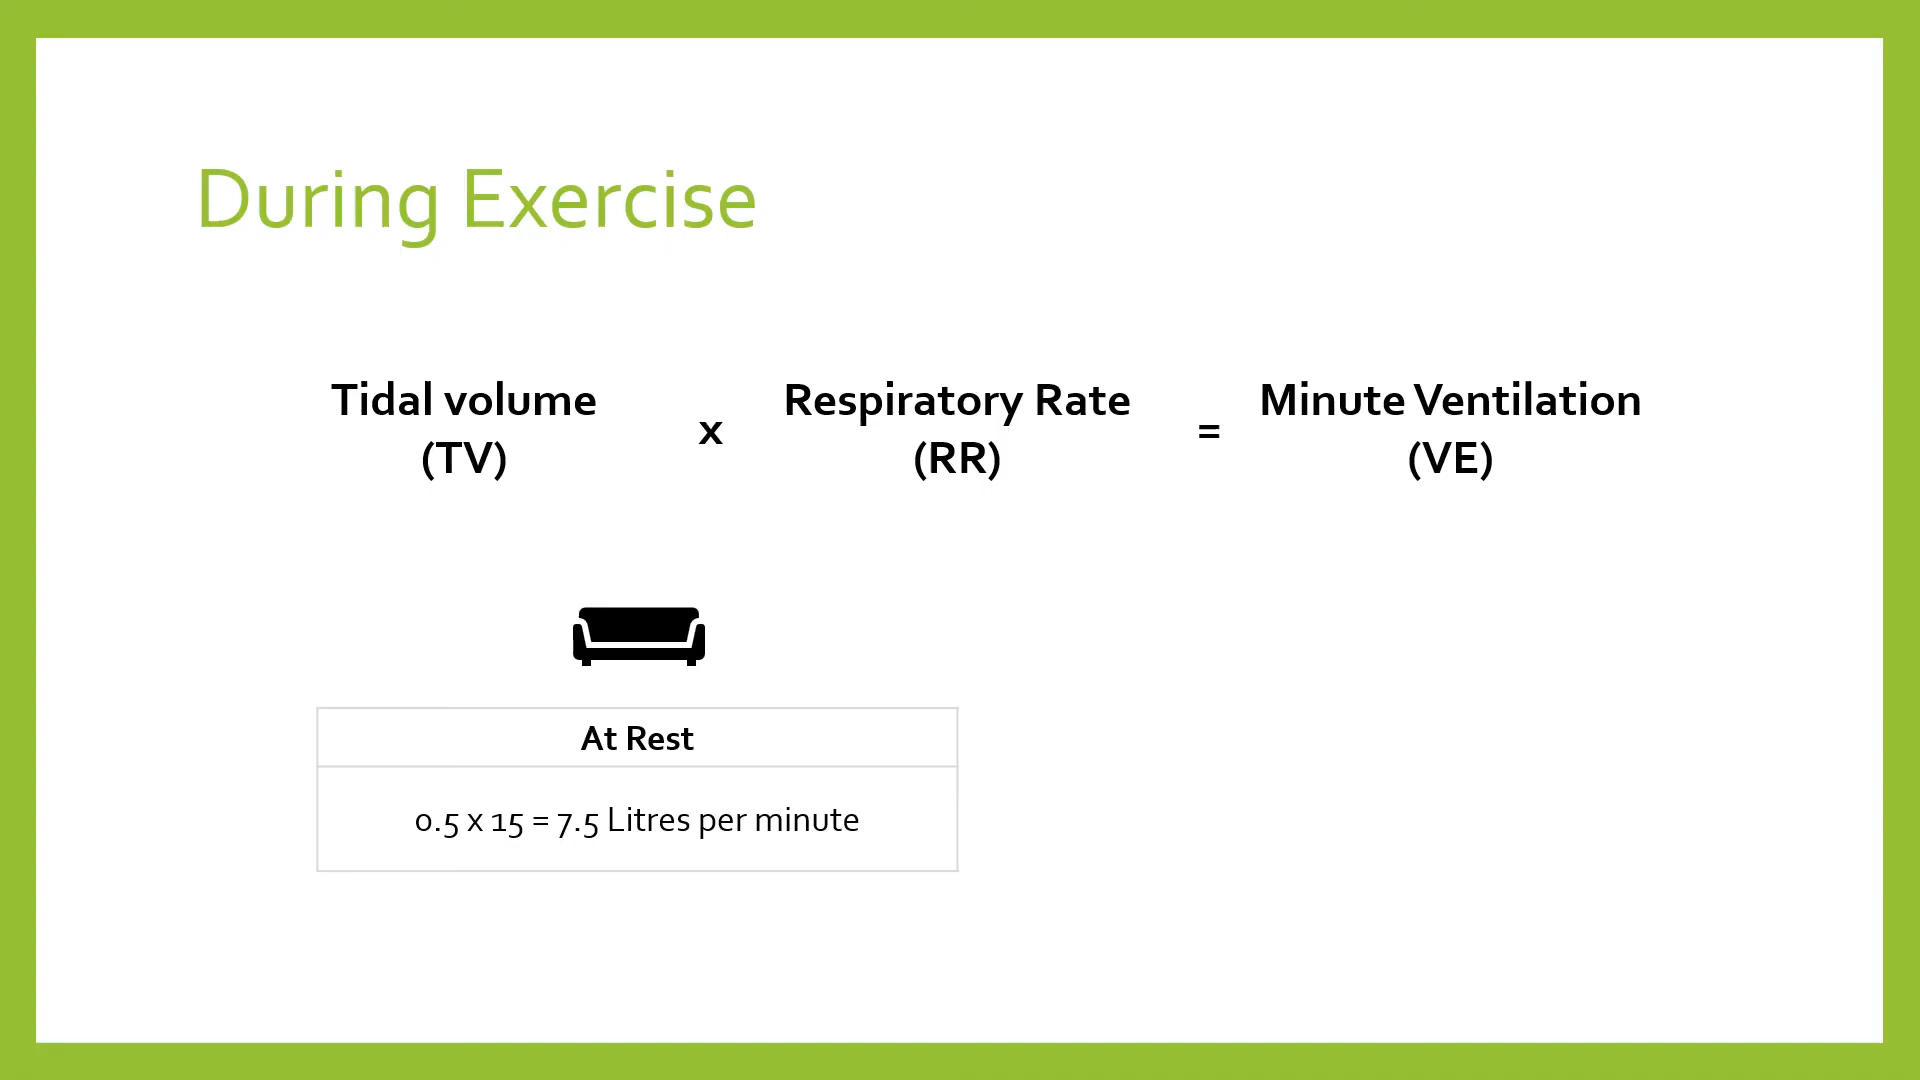 During Exercise
Tidal volume
(TV)
x
Respiratory Rate
(RR)
=
Minute Ventilation
(VE)
At Rest
0.5 x 15 = 7.5 Litres per minute